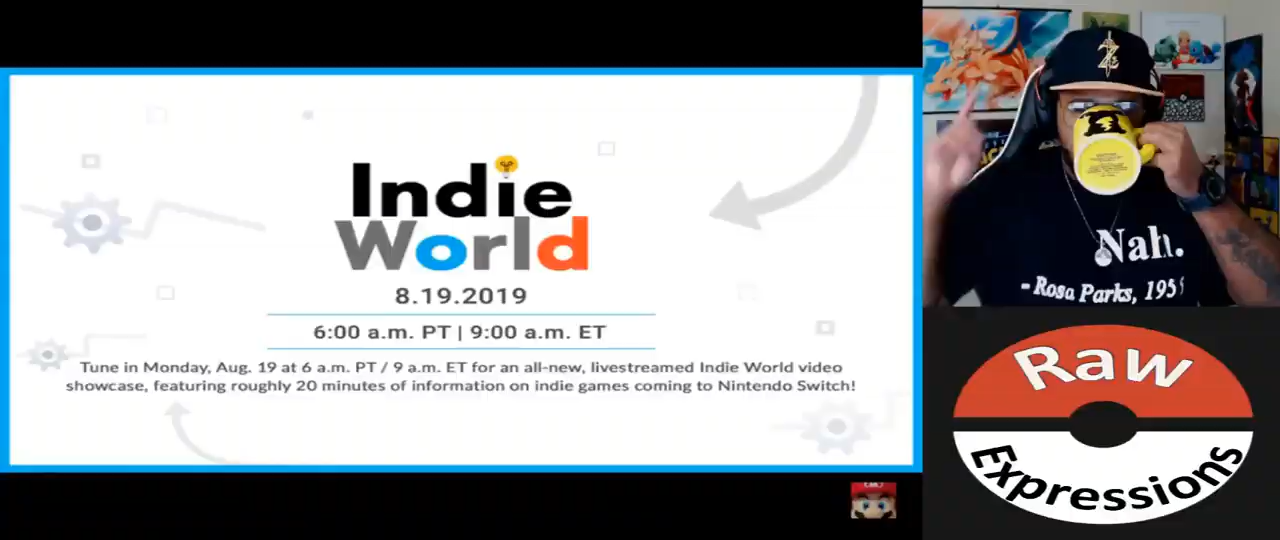 Indie
World
8.19.2019
6:00 a.m. PT | 9:00 a.m. ET
Tune in Monday, Aug. 19 at 6 a.m. PT / 9 a.m. ET for an all-new, livestreamed Indie World video
showcase, featuring roughly 20 minutes of information on indie games coming to Nintendo Switch!
Nah.
- Rosa Parks, 195
Raw
Expressions